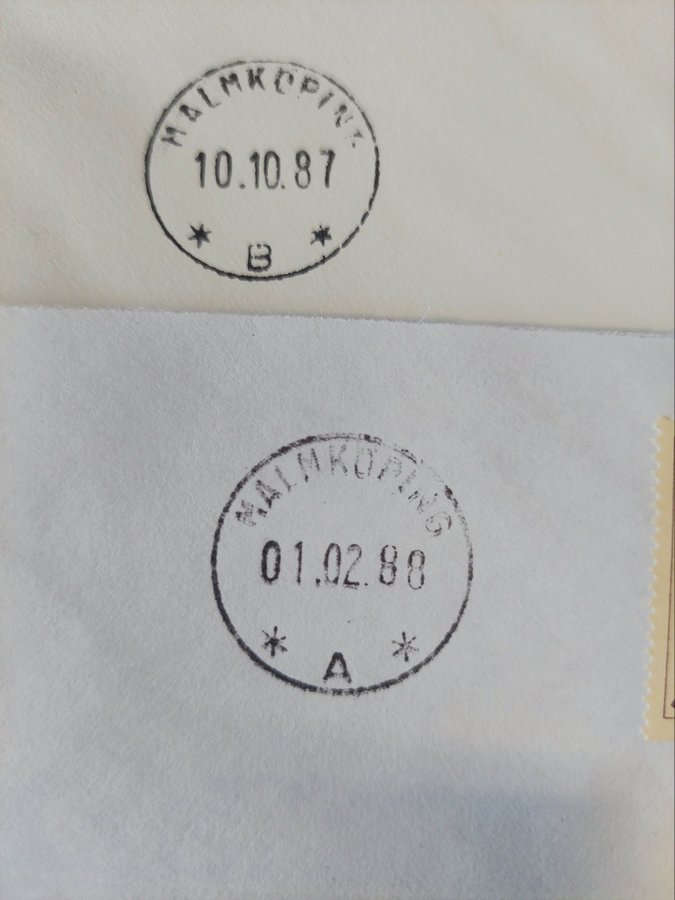 MALMKÖPING
10.10.87
* B *
MALMKÖPING
01.02.88
* A *